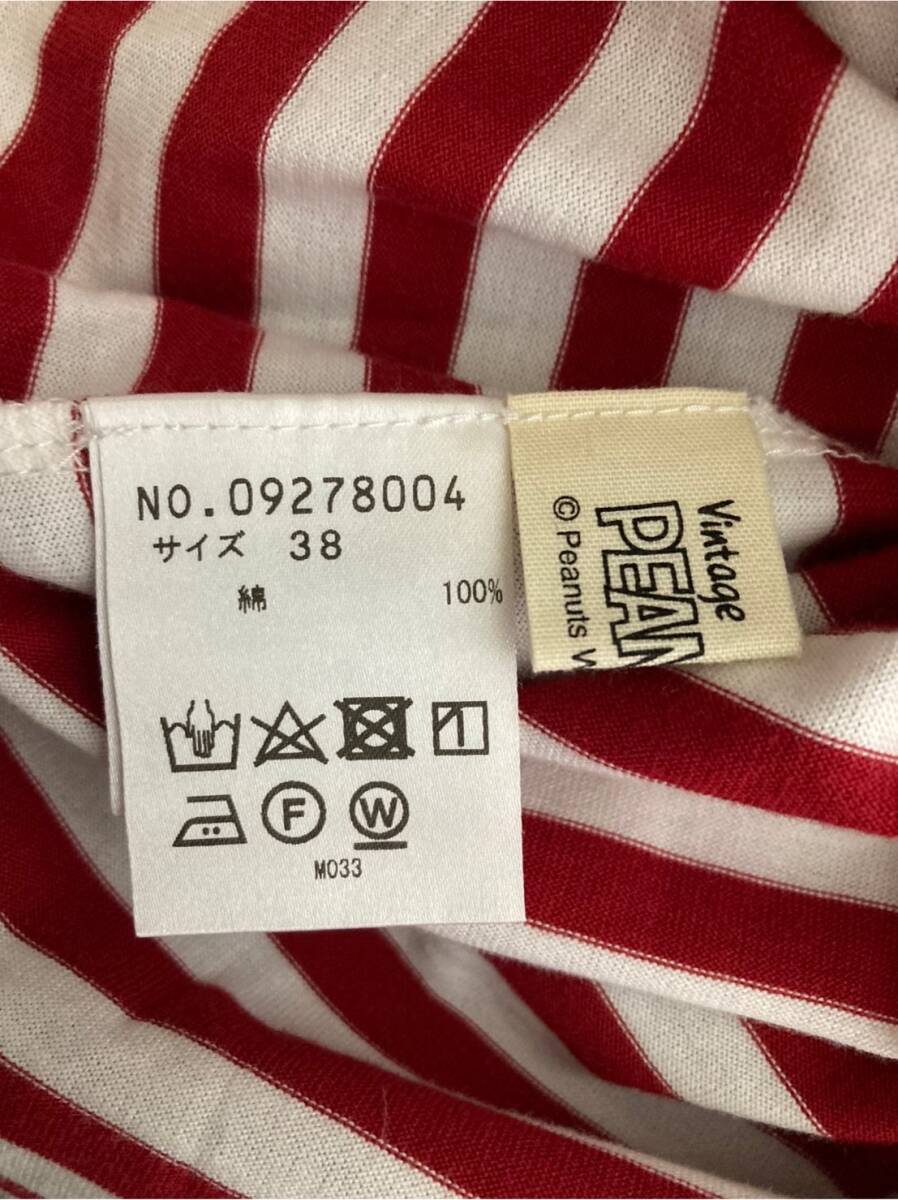 NO.09278004
サイズ 38
綿 100%
F W
M033
Vintage
PEAN
© Peanuts W